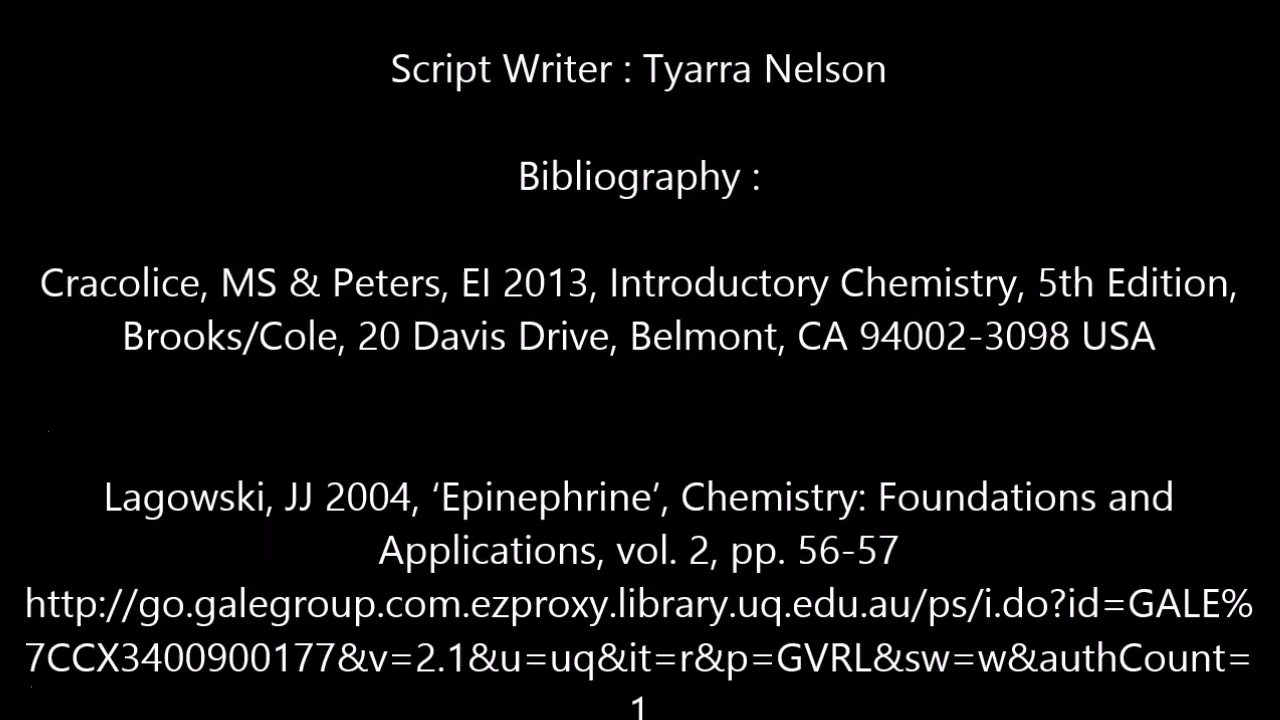 Script Writer : Tyarra Nelson
Bibliography :
Cracolice, MS & Peters, EI 2013, Introductory Chemistry, 5th Edition,
Brooks/Cole, 20 Davis Drive, Belmont, CA 94002-3098 USA
Lagowski, JJ 2004, ‘Epinephrine’, Chemistry: Foundations and
Applications, vol. 2, pp. 56-57
http://go.galegroup.com.ezproxy.library.uq.edu.au/ps/i.do?id=GALE%
7CCX3400900177&v=2.1&u=uq&it=r&p=GVRL&sw=w&authCount=
1